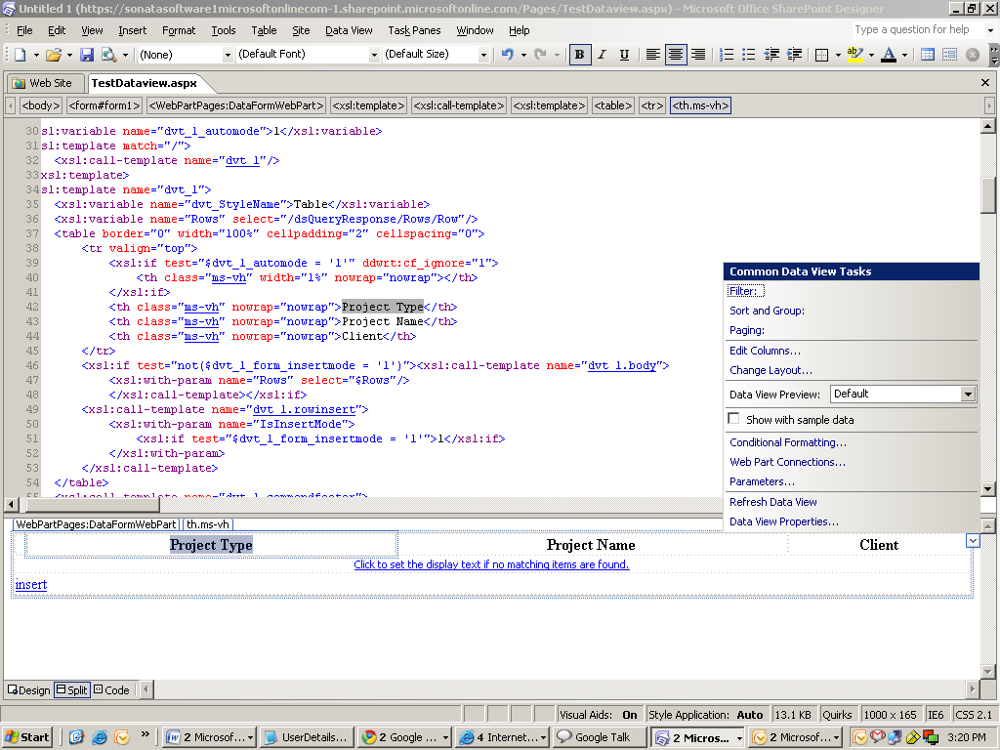 Untitled 1 (https://sonatasoftware1microsoftonlinecom-1.sharepoint.microsoftonline.com/Pages/TestDataview.aspx) - Microsoft Office SharePoint Designer
File Edit View Insert Format Tools Table Site Data View Task Panes Window Help
Type a question for help
(None) (Default Font) (Default Size) B I U A
Web Site TestDataview.aspx
<body> <form#form1> <WebPartPages:DataFormWebPart> <xsl:template> <xsl:call-template> <xsl:template> <table> <tr> <th.ms-vh>
30 sl:variable name="dvt_1_automode">1</xsl:variable>
31 sl:template match="/">
32 <xsl:call-template name="dvt_1"/>
33 xsl:template>
34 sl:template name="dvt_1">
35 <xsl:variable name="dvt_StyleName">Table</xsl:variable>
36 <xsl:variable name="Rows" select="/dsQueryResponse/Rows/Row"/>
37 <table border="0" width="100%" cellpadding="2" cellspacing="0">
38 <tr valign="top">
39 <xsl:if test="$dvt_1_automode = '1'" ddwrt:cf_ignore="1">
40 <th class="ms-vh" width="1%" nowrap="nowrap"></th>
41 </xsl:if>
42 <th class="ms-vh" nowrap="nowrap">Project Type</th>
43 <th class="ms-vh" nowrap="nowrap">Project Name</th>
44 <th class="ms-vh" nowrap="nowrap">Client</th>
45 </tr>
46 <xsl:if test="not($dvt_1_form_insertmode = '1')"><xsl:call-template name="dvt_1.body">
47 <xsl:with-param name="Rows" select="$Rows"/>
48 </xsl:call-template></xsl:if>
49 <xsl:call-template name="dvt_1.rowinsert">
50 <xsl:with-param name="IsInsertMode">
51 <xsl:if test="$dvt_1_form_insertmode = '1'">1</xsl:if>
52 </xsl:with-param>
53 </xsl:call-template>
54 </table>
55 <xsl:call-template name="dvt_1.commandfooter">
Common Data View Tasks
Filter:
Sort and Group:
Paging:
Edit Columns...
Change Layout...
Data View Preview: Default
Show with sample data
Conditional Formatting...
Web Part Connections...
Parameters...
Refresh Data View
Data View Properties...
WebPartPages:DataFormWebPart th.ms-vh
Project Type Project Name Client
Click to set the display text if no matching items are found.
insert
Design Split Code
Visual Aids: On Style Application: Auto 13.1 KB Quirks 1000 x 165 IE6 CSS 2.1
Start » 2 Microsof... UserDetails... 2 Google ... 4 Internet... Google Talk 2 Micros... 2 Microsof... 3:20 PM